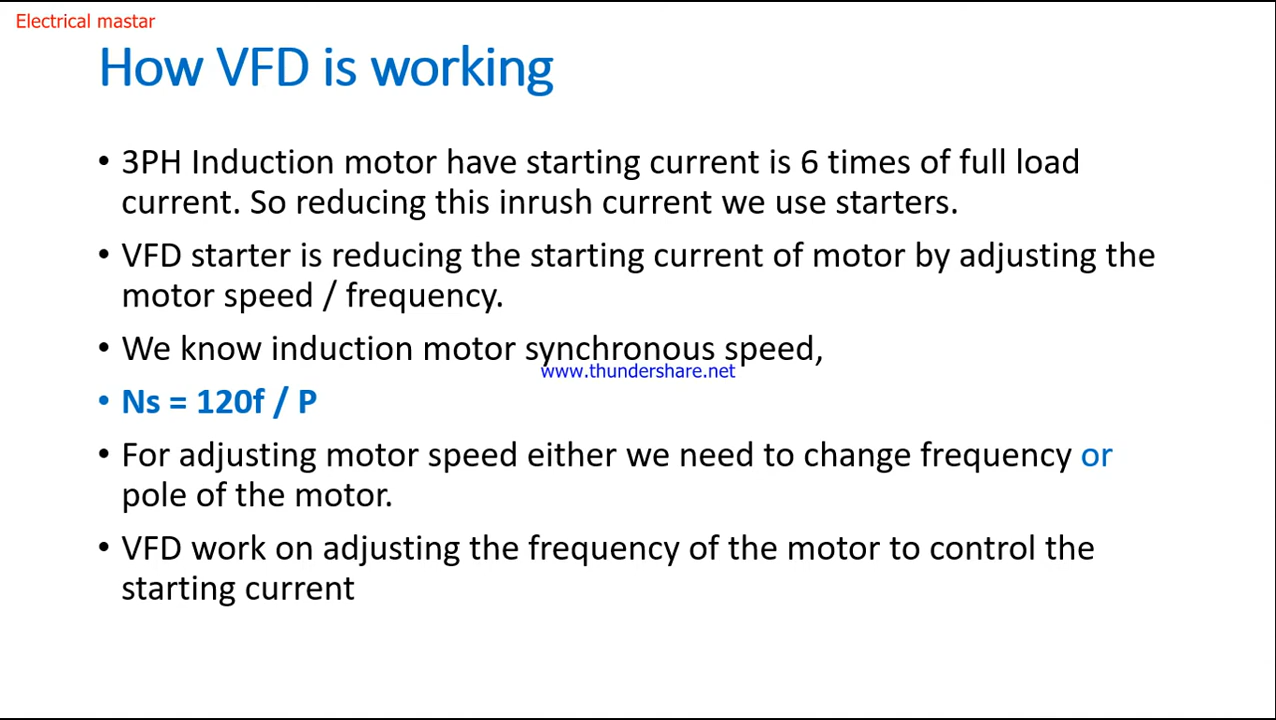 Electrical mastar
How VFD is working
• 3PH Induction motor have starting current is 6 times of full load
current. So reducing this inrush current we use starters.
• VFD starter is reducing the starting current of motor by adjusting the
motor speed / frequency.
• We know induction motor synchronous speed,
www.thundershare.net
• Ns = 120f / P
• For adjusting motor speed either we need to change frequency or
pole of the motor.
• VFD work on adjusting the frequency of the motor to control the
starting current